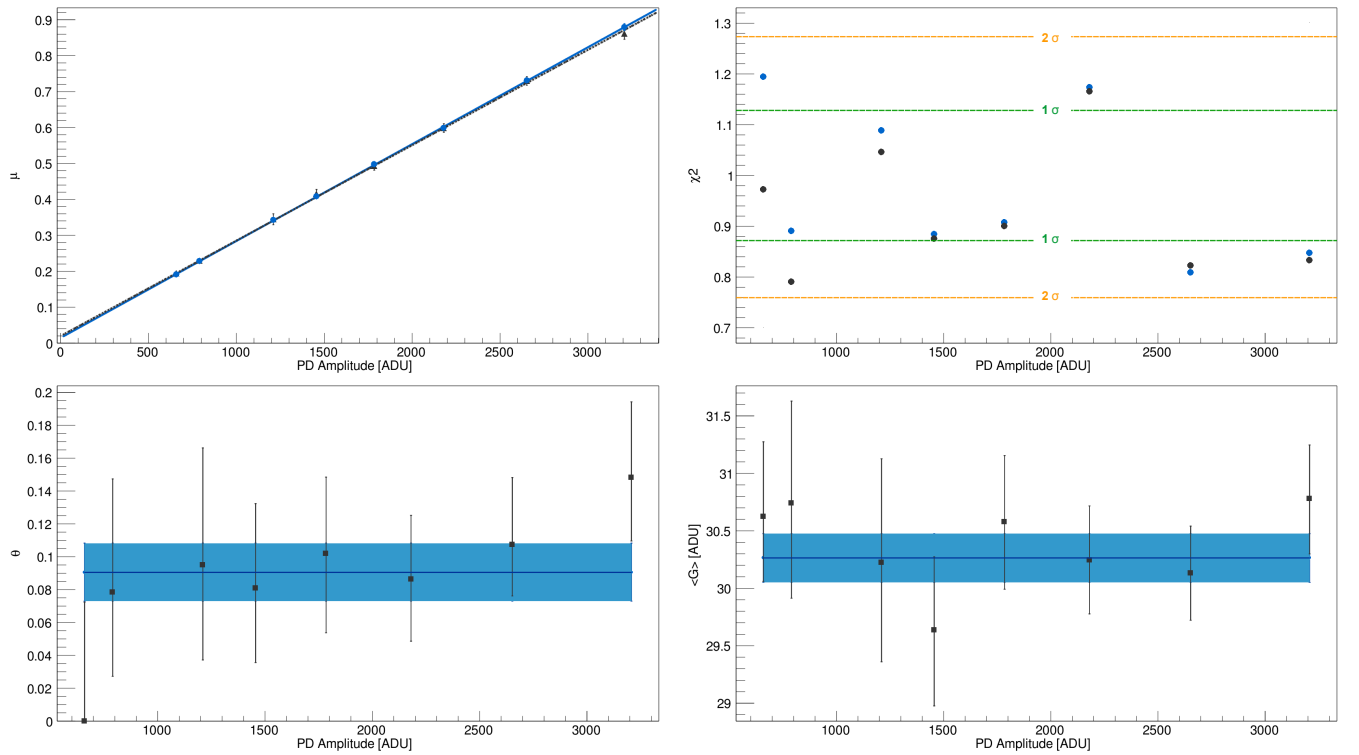 0.9
0.8
0.7
0.6
0.5
0.4
0.3
0.2
0.1
0
μ
0 500 1000 1500 2000 2500 3000
PD Amplitude [ADU]
1.3
1.2
1.1
1
0.9
0.8
0.7
χ2
2 σ
1 σ
1 σ
2 σ
1000 1500 2000 2500 3000
PD Amplitude [ADU]
0.2
0.18
0.16
0.14
0.12
0.1
0.08
0.06
0.04
0.02
0
θ
1000 1500 2000 2500 3000
PD Amplitude [ADU]
31.5
31
30.5
30
29.5
29
<G> [ADU]
1000 1500 2000 2500 3000
PD Amplitude [ADU]